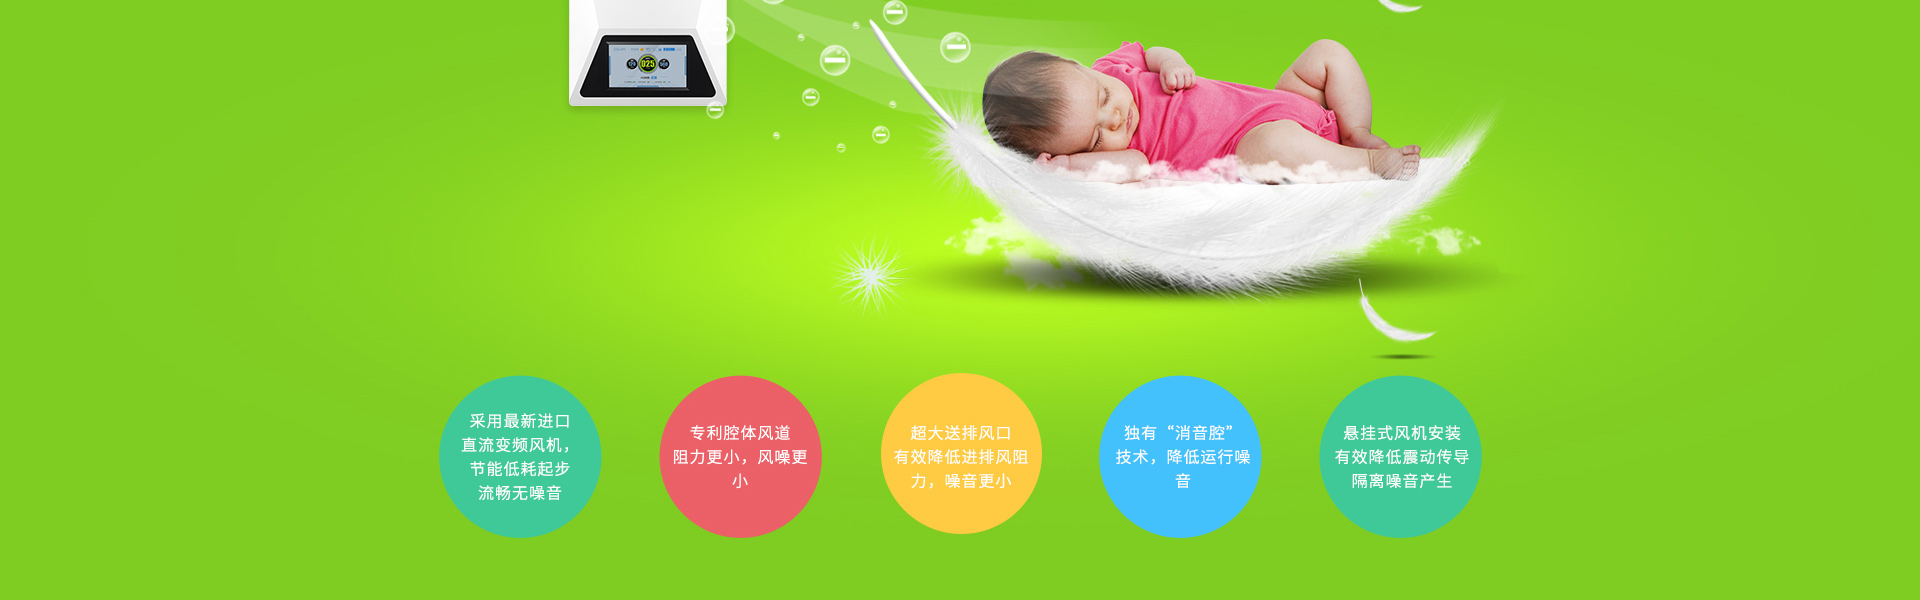 025
采用最新进口
直流变频风机，
节能低耗起步
流畅无噪音
专利腔体风道
阻力更小，风噪更
小
超大送排风口
有效降低进排风阻
力，噪音更小
独有“消音腔”
技术，降低运行噪
音
悬挂式风机安装
有效降低震动传导
隔离噪音产生